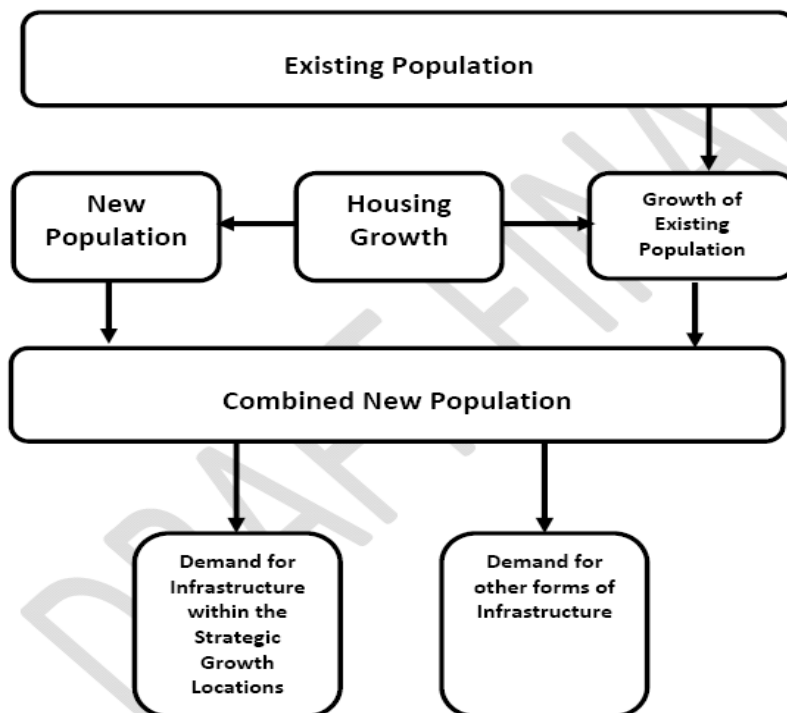 Existing Population
New
Population
Housing
Growth
Growth of
Existing
Population
Combined New Population
Demand for
Infrastructure
within the
Strategic
Growth
Locations
Demand for
other forms of
Infrastructure
DRAFT FINAL